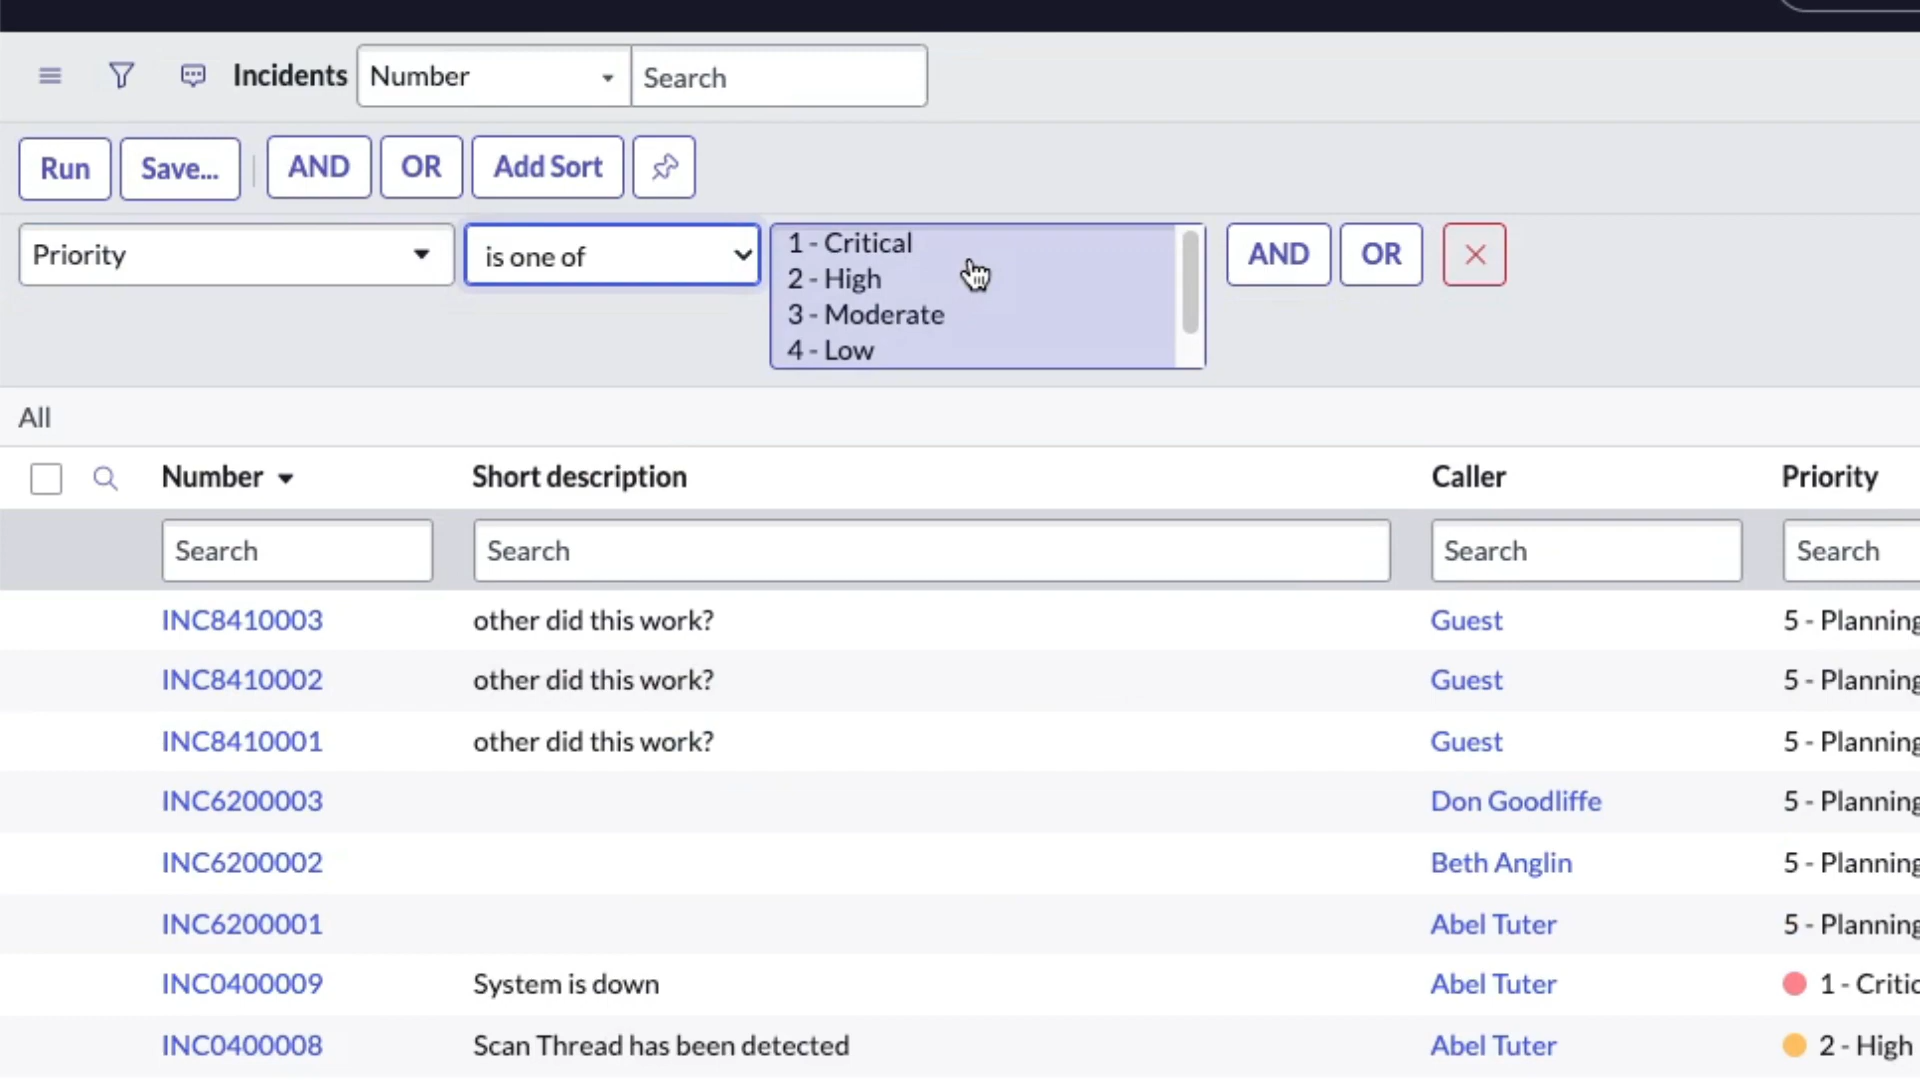 Incidents Number Search
Run Save... AND OR Add Sort
Priority is one of 1 - Critical AND OR
2 - High
3 - Moderate
4 - Low
All
Number Short description Caller Priority
Search Search Search Search
INC8410003 other did this work? Guest 5 - Planning
INC8410002 other did this work? Guest 5 - Planning
INC8410001 other did this work? Guest 5 - Planning
INC6200003 Don Goodliffe 5 - Planning
INC6200002 Beth Anglin 5 - Planning
INC6200001 Abel Tuter 5 - Planning
INC0400009 System is down Abel Tuter 1 - Critic
INC0400008 Scan Thread has been detected Abel Tuter 2 - High